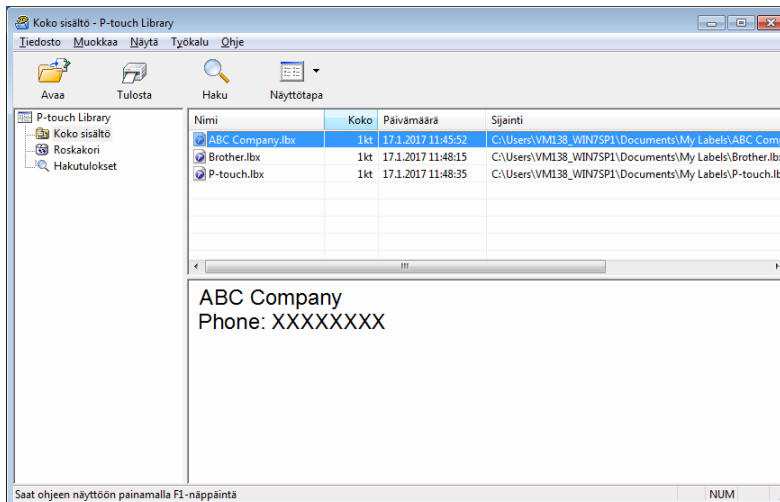 Koko sisältö - P-touch Library
Tiedosto Muokkaa Näytä Työkalu Ohje
Avaa Tulosta Haku Näyttötapa
P-touch Library
Koko sisältö
Roskakori
Hakutulokset
Nimi Koko Päivämäärä Sijainti
ABC Company.lbx 1kt 17.1.2017 11:45:52 C:\Users\VM138_WIN7SP1\Documents\My Labels\ABC Com
Brother.lbx 1kt 17.1.2017 11:48:15 C:\Users\VM138_WIN7SP1\Documents\My Labels\Brother.lb
P-touch.lbx 1kt 17.1.2017 11:48:35 C:\Users\VM138_WIN7SP1\Documents\My Labels\P-touch.lb
ABC Company
Phone: XXXXXXXX
Saat ohjeen näyttöön painamalla F1-näppäintä NUM